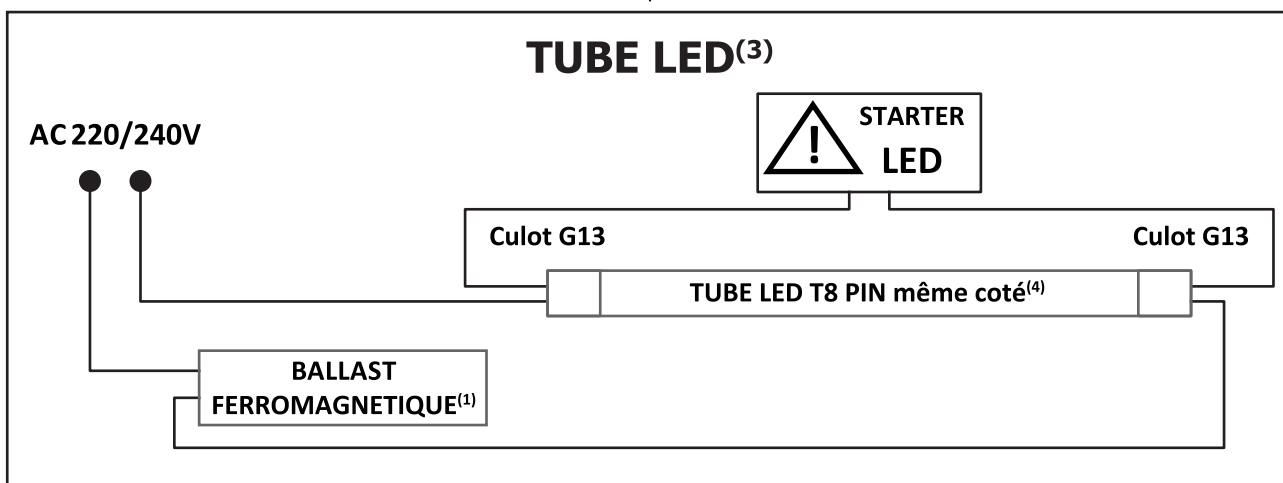 TUBE LED(3)
AC 220/240V
STARTER
LED
!
Culot G13
Culot G13
TUBE LED T8 PIN même coté(4)
BALLAST
FERROMAGNETIQUE(1)